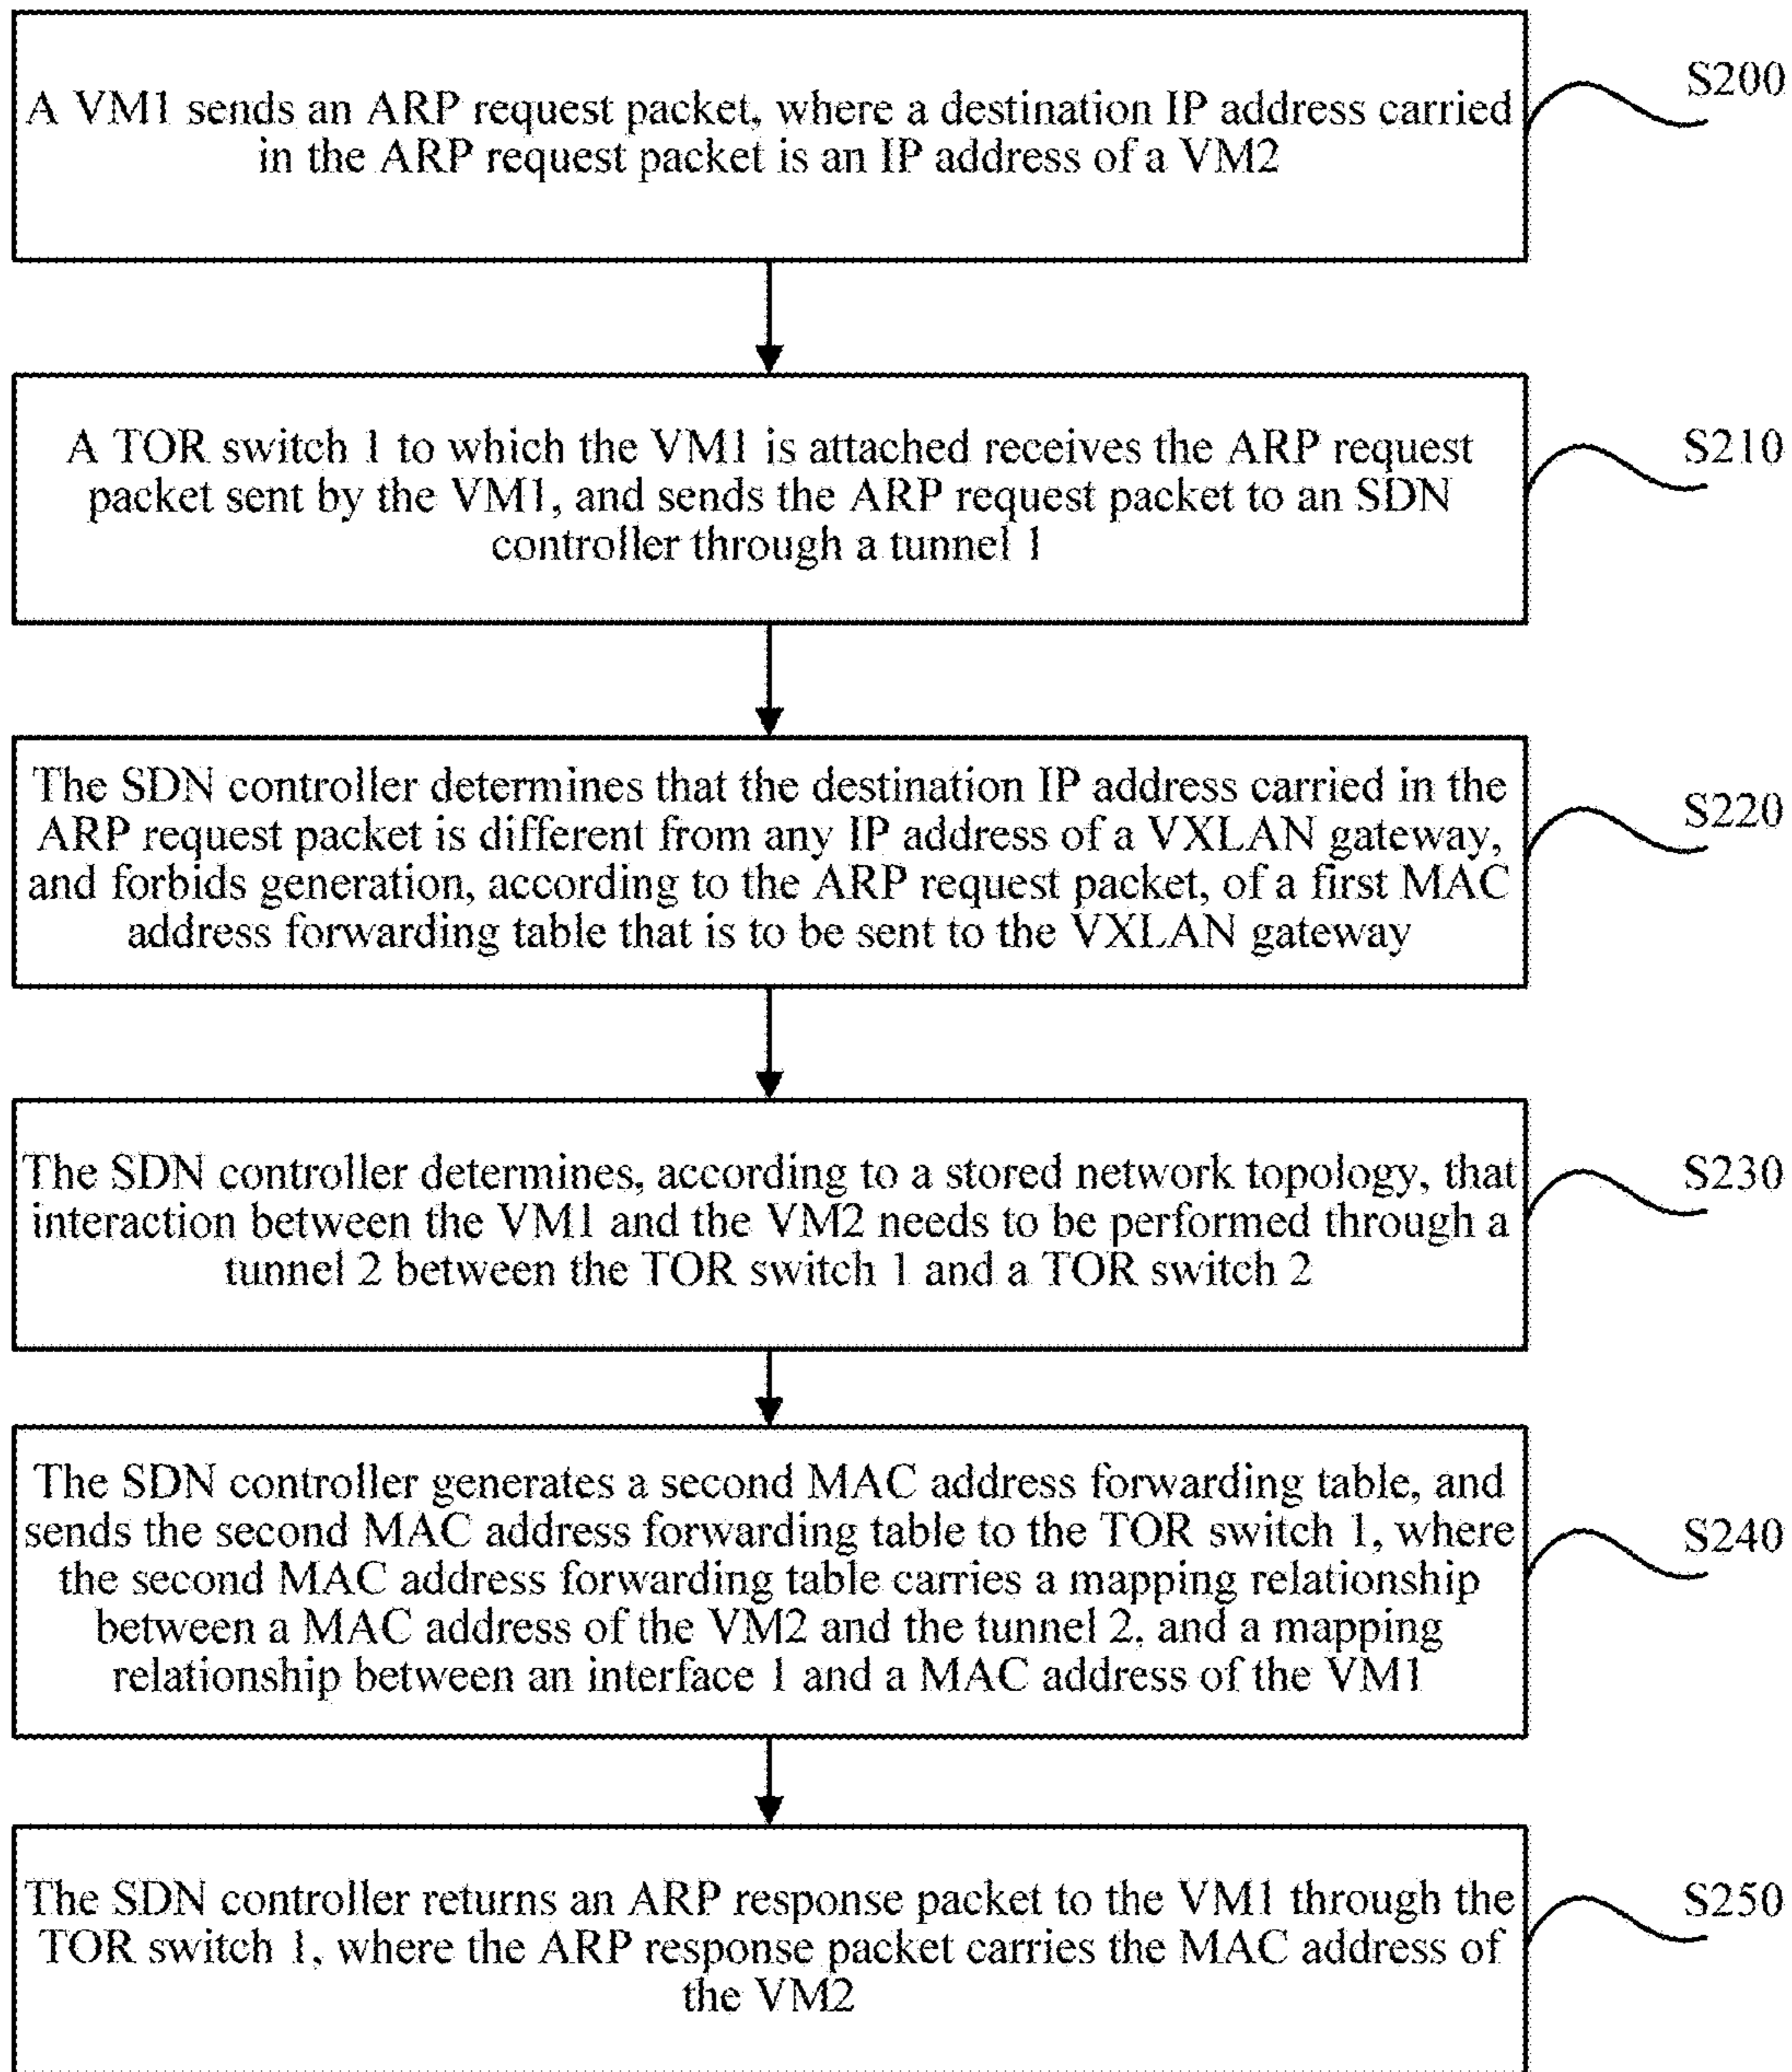 A VM1 sends an ARP request packet, where a destination IP address carried
in the ARP request packet is an IP address of a VM2
S200
A TOR switch 1 to which the VM1 is attached receives the ARP request
packet sent by the VM1, and sends the ARP request packet to an SDN
controller through a tunnel 1
S210
The SDN controller determines that the destination IP address carried in the
ARP request packet is different from any IP address of a VXLAN gateway,
and forbids generation, according to the ARP request packet, of a first MAC
address forwarding table that is to be sent to the VXLAN gateway
S220
The SDN controller determines, according to a stored network topology, that
interaction between the VM1 and the VM2 needs to be performed through a
tunnel 2 between the TOR switch 1 and a TOR switch 2
S230
The SDN controller generates a second MAC address forwarding table, and
sends the second MAC address forwarding table to the TOR switch 1, where
the second MAC address forwarding table carries a mapping relationship
between a MAC address of the VM2 and the tunnel 2, and a mapping
relationship between an interface 1 and a MAC address of the VM1
S240
The SDN controller returns an ARP response packet to the VM1 through the
TOR switch 1, where the ARP response packet carries the MAC address of
the VM2
S250